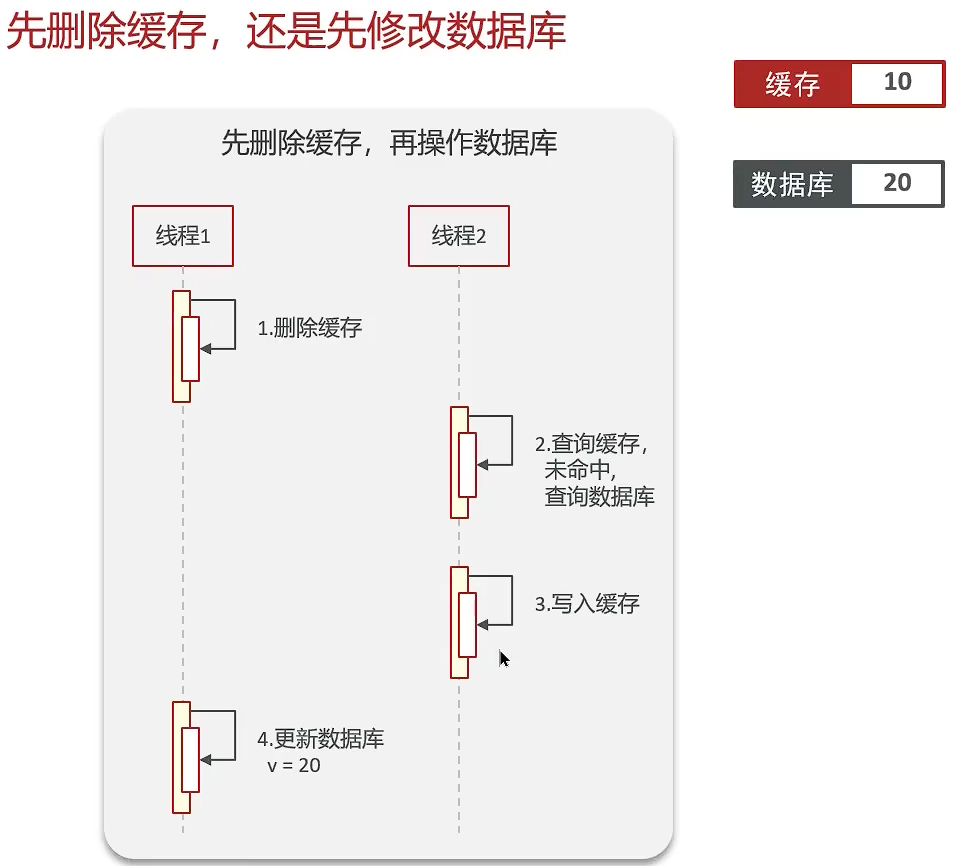 先删除缓存，还是先修改数据库
缓存 10
数据库 20
先删除缓存，再操作数据库
线程1 线程2
1.删除缓存
2.查询缓存，
未命中,
查询数据库
3.写入缓存
4.更新数据库
v = 20